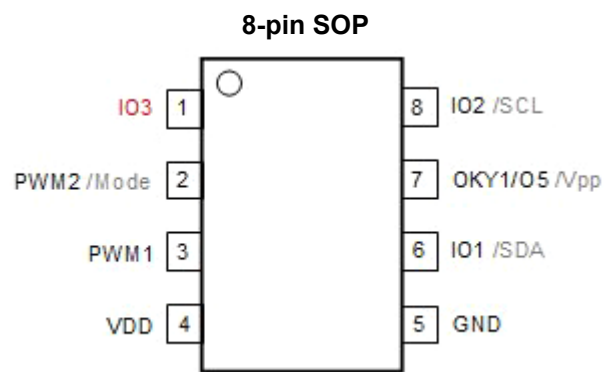 8-pin SOP
IO3 1 8 IO2 /SCL
PWM2 /Mode 2 7 OKY1/O5 /Vpp
PWM1 3 6 IO1 /SDA
VDD 4 5 GND